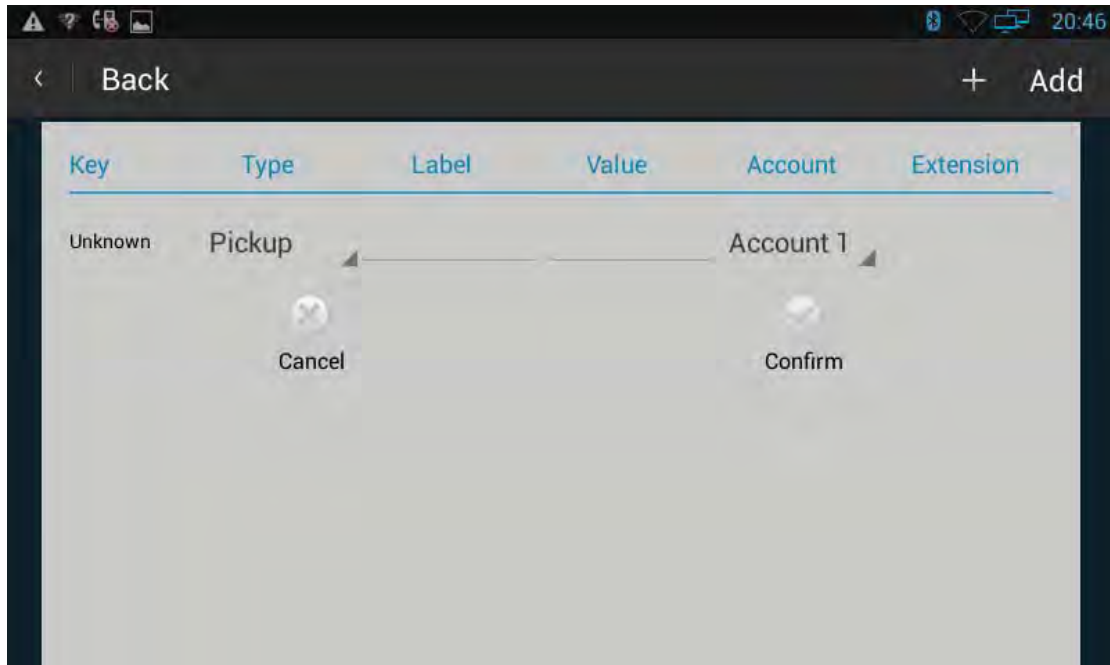 20:46
Back + Add
Key Type Label Value Account Extension
Unknown Pickup Account 1
Cancel Confirm